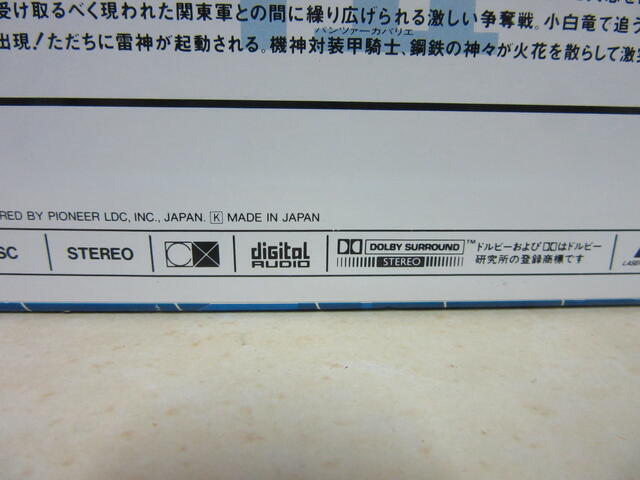 受け取るべく現われた関東軍との間に繰り広げられる激しい争奪戦。小白竜で追う
パンツァーカバリエ
出現!ただちに雷神が起動される。機神対装甲騎士、鋼鉄の神々が火花を散らして激突
RED BY PIONEER LDC, INC., JAPAN. K MADE IN JAPAN
SC STEREO CX digital AUDIO DOLBY SURROUND STEREO ™ドルビーおよびはドルビー
研究所の登録商標です